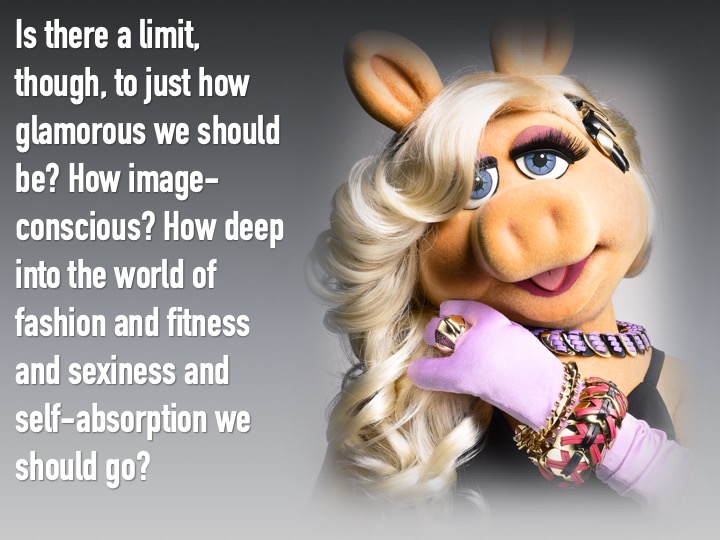 Is there a limit,
though, to just how
glamorous we should
be? How image-
conscious? How deep
into the world of
fashion and fitness
and sexiness and
self-absorption we
should go?